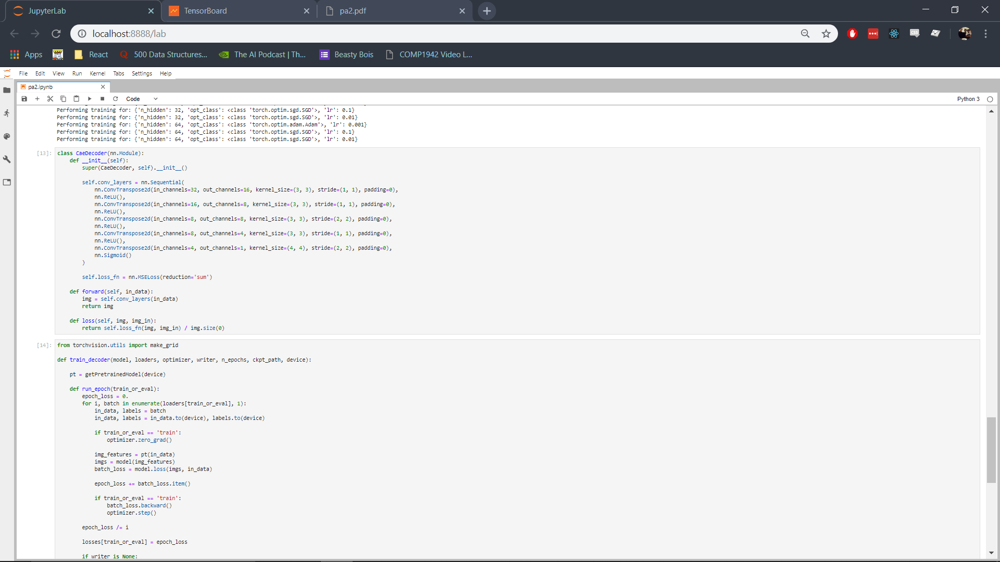 JupyterLab
TensorBoard
pa2.pdf
localhost:8888/lab
Apps
React
500 Data Structures...
The AI Podcast | Th...
Beasty Bois
COMP1942 Video L...
File Edit View Run Kernel Tabs Settings Help
pa2.ipynb
Code
Python 3
Performing training for: {'n_hidden': 32, 'opt_class': <class 'torch.optim.sgd.SGD'>, 'lr': 0.1}
Performing training for: {'n_hidden': 32, 'opt_class': <class 'torch.optim.sgd.SGD'>, 'lr': 0.01}
Performing training for: {'n_hidden': 64, 'opt_class': <class 'torch.optim.adam.Adam'>, 'lr': 0.001}
Performing training for: {'n_hidden': 64, 'opt_class': <class 'torch.optim.sgd.SGD'>, 'lr': 0.1}
Performing training for: {'n_hidden': 64, 'opt_class': <class 'torch.optim.sgd.SGD'>, 'lr': 0.01}
[13]: class CaeDecoder(nn.Module):
    def __init__(self):
        super(CaeDecoder, self).__init__()
        self.conv_layers = nn.Sequential(
            nn.ConvTranspose2d(in_channels=32, out_channels=16, kernel_size=(3, 3), stride=(1, 1), padding=0),
            nn.ReLU(),
            nn.ConvTranspose2d(in_channels=16, out_channels=8, kernel_size=(3, 3), stride=(1, 1), padding=0),
            nn.ReLU(),
            nn.ConvTranspose2d(in_channels=8, out_channels=8, kernel_size=(3, 3), stride=(2, 2), padding=0),
            nn.ReLU(),
            nn.ConvTranspose2d(in_channels=8, out_channels=4, kernel_size=(3, 3), stride=(1, 1), padding=0),
            nn.ReLU(),
            nn.ConvTranspose2d(in_channels=4, out_channels=1, kernel_size=(4, 4), stride=(2, 2), padding=0),
            nn.Sigmoid()
        )
        self.loss_fn = nn.MSELoss(reduction='sum')
    def forward(self, in_data):
        img = self.conv_layers(in_data)
        return img
    def loss(self, img, img_in):
        return self.loss_fn(img, img_in) / img.size(0)
[14]: from torchvision.utils import make_grid
def train_decoder(model, loaders, optimizer, writer, n_epochs, ckpt_path, device):
    pt = getPretrainedModel(device)
    def run_epoch(train_or_eval):
        epoch_loss = 0.
        for i, batch in enumerate(loaders[train_or_eval], 1):
            in_data, labels = batch
            in_data, labels = in_data.to(device), labels.to(device)
            if train_or_eval == 'train':
                optimizer.zero_grad()
            img_features = pt(in_data)
            imgs = model(img_features)
            batch_loss = model.loss(imgs, in_data)
            epoch_loss += batch_loss.item()
            if train_or_eval == 'train':
                batch_loss.backward()
                optimizer.step()
        epoch_loss /= i
        losses[train_or_eval] = epoch_loss
        if writer is None: